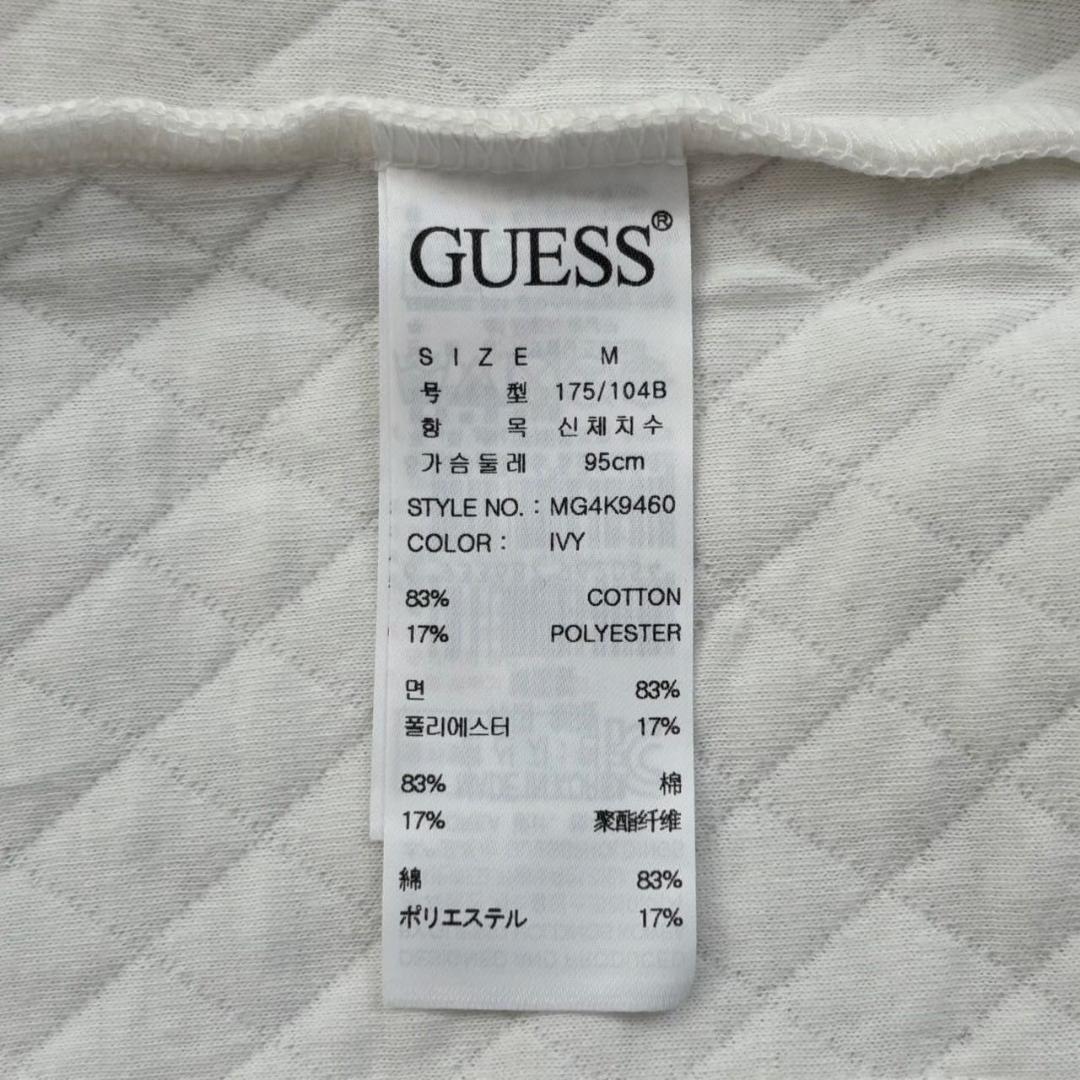 GUESS®
SIZE M
号型 175/104B
항목 신체치수
가슴둘레 95cm
STYLE NO. : MG4K9460
COLOR : IVY
83% COTTON
17% POLYESTER
면 83%
폴리에스터 17%
83% 棉
17% 聚酯纤维
綿 83%
ポリエステル 17%